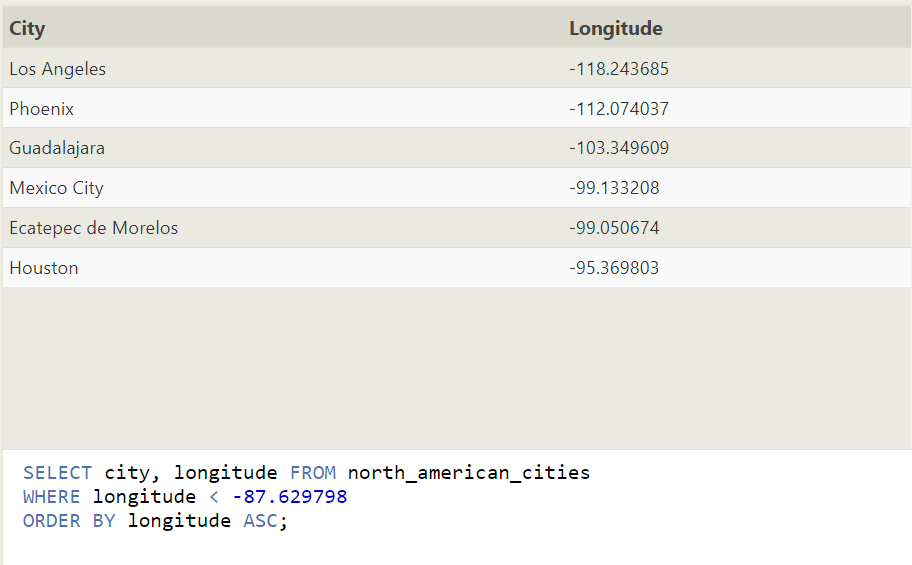 City Longitude
Los Angeles -118.243685
Phoenix -112.074037
Guadalajara -103.349609
Mexico City -99.133208
Ecatepec de Morelos -99.050674
Houston -95.369803
SELECT city, longitude FROM north_american_cities
WHERE longitude < -87.629798
ORDER BY longitude ASC;